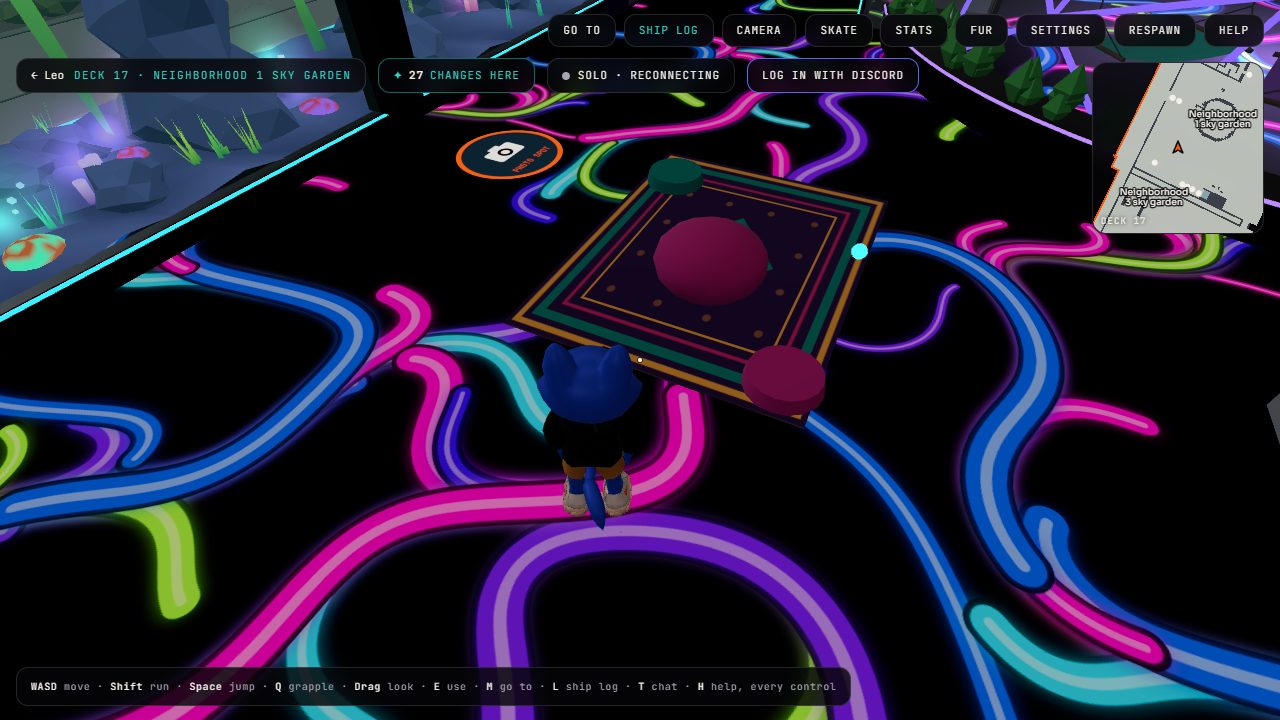 GO TO
SHIP LOG
CAMERA
SKATE
STATS
FUR
SETTINGS
RESPAWN
HELP
← Leo DECK 17 · NEIGHBORHOOD 1 SKY GARDEN
✦ 27 CHANGES HERE
● SOLO · RECONNECTING
LOG IN WITH DISCORD
Neighborhood
1 sky garden
Neighborhood
3 sky garden
DECK 17
PHOTO SPOT
WASD move · Shift run · Space jump · Q grapple · Drag look · E use · M go to · L ship log · T chat · H help, every control